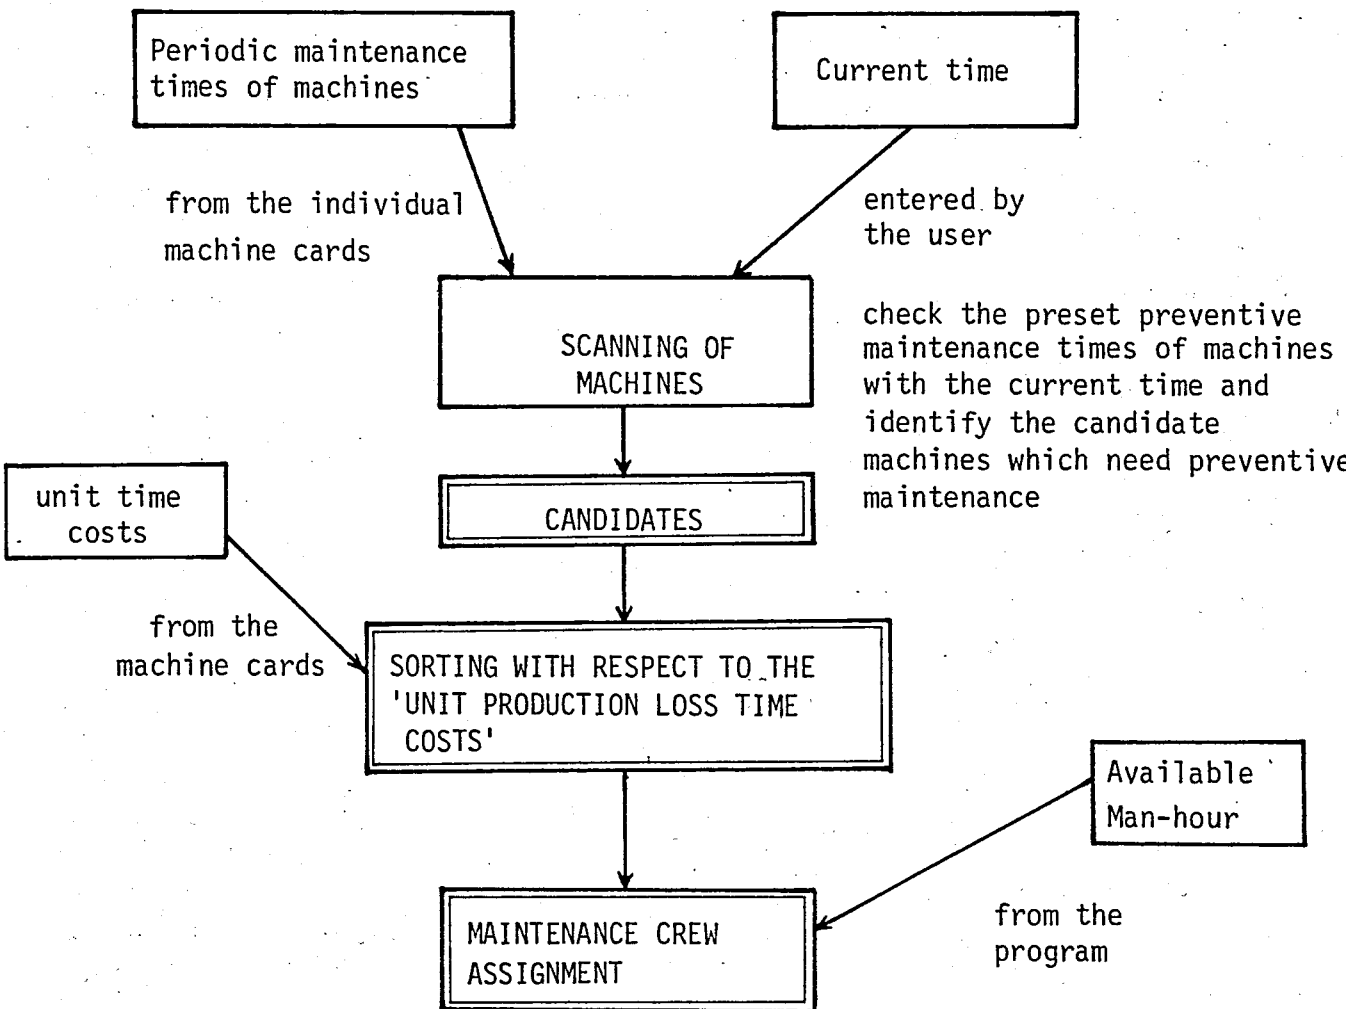 Periodic maintenance
times of machines
Current time
from the individual
machine cards
entered by
the user
SCANNING OF
MACHINES
check the preset preventive
maintenance times of machines
with the current time and
identify the candidate
machines which need preventive
maintenance
unit time
costs
CANDIDATES
from the
machine cards
SORTING WITH RESPECT TO THE
'UNIT PRODUCTION LOSS TIME
COSTS'
Available
Man-hour
from the
program
MAINTENANCE CREW
ASSIGNMENT